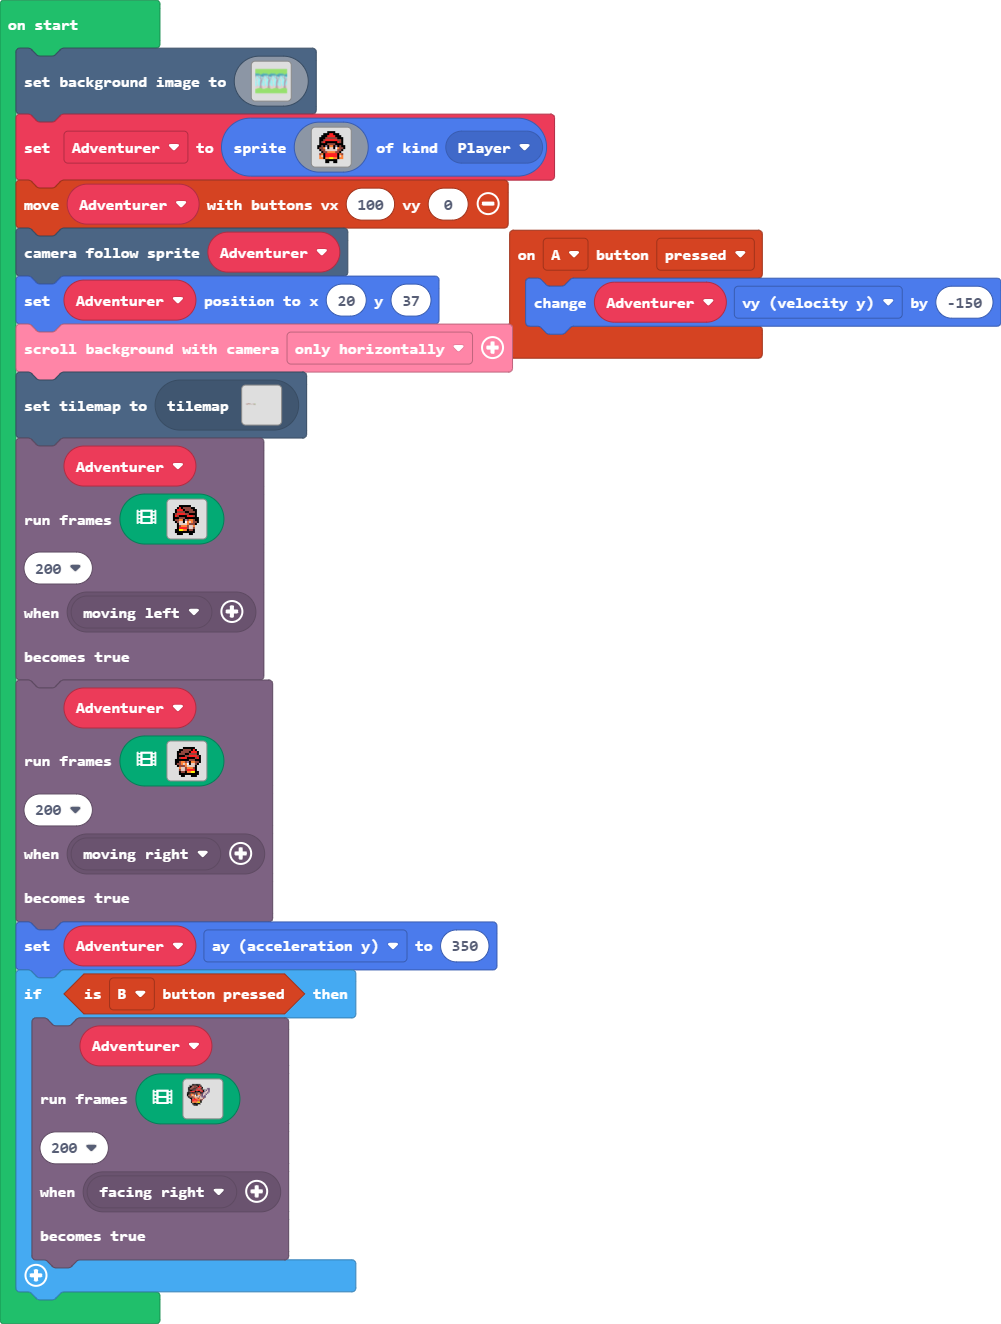 on start
set background image to
set Adventurer to sprite of kind Player
move Adventurer with buttons vx 100 vy 0
camera follow sprite Adventurer
set Adventurer position to x 20 y 37
scroll background with camera only horizontally
set tilemap to tilemap
Adventurer
run frames
200
when moving left
becomes true
Adventurer
run frames
200
when moving right
becomes true
set Adventurer ay (acceleration y) to 350
if is B button pressed then
Adventurer
run frames
200
when facing right
becomes true
on A button pressed
change Adventurer vy (velocity y) by -150